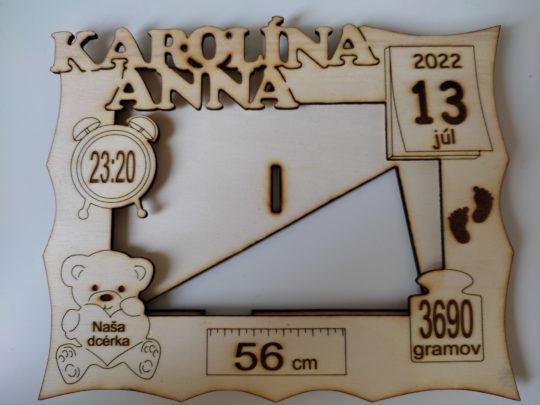 KAROLÍNA
ANNA
2022
13
júl
23:20
Naša
dcérka
56 cm
3690
gramov